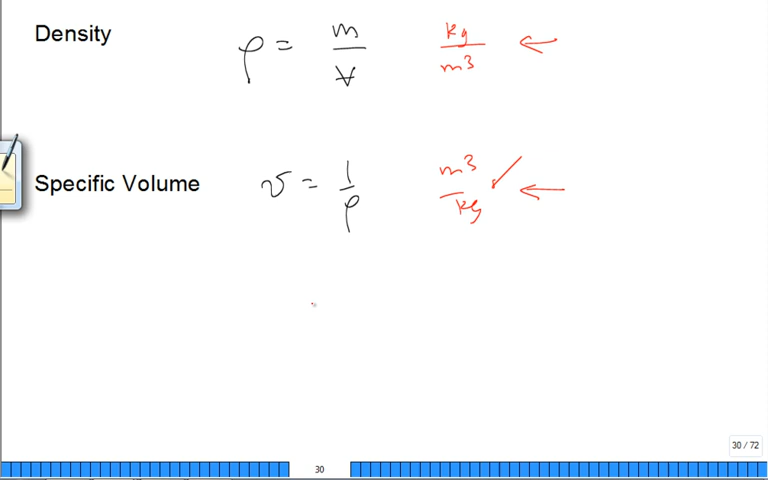 Density ρ = m/V kg/m³ ←
Specific Volume v = 1/ρ m³/kg ✓ ←
30 / 72
30